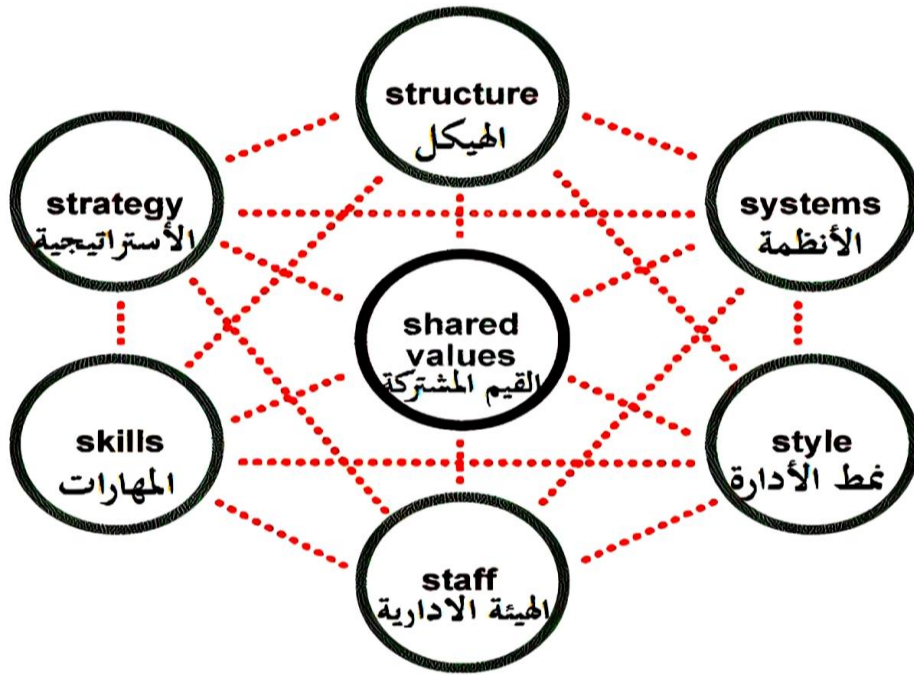 structure
الهيكل
strategy
الأستراتيجية
systems
الأنظمة
shared
values
القيم المشتركة
skills
المهارات
style
نمط الأدارة
staff
الهيئة الادارية